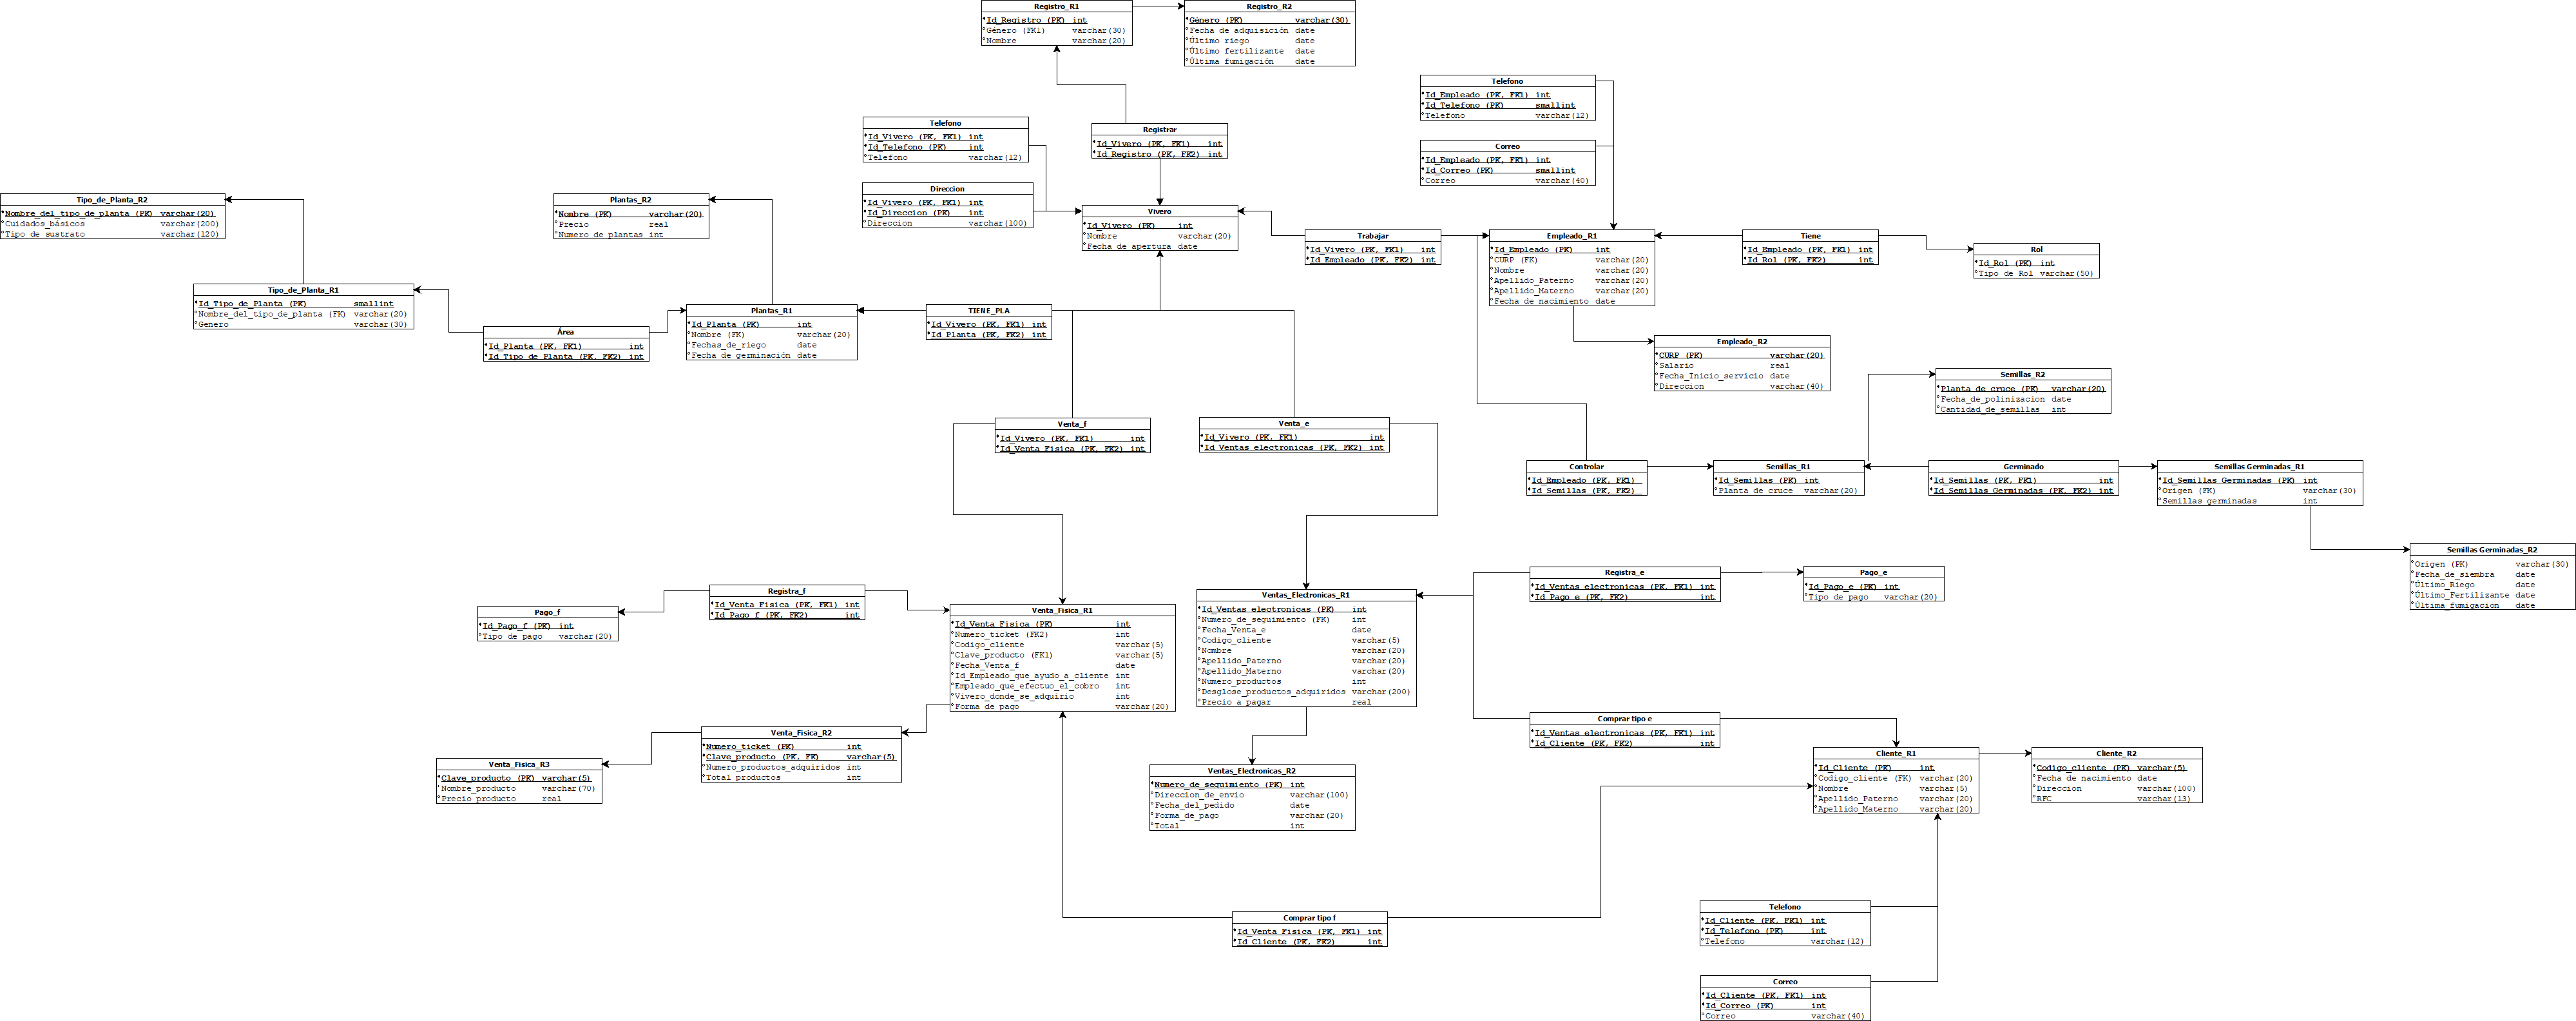 Registro_R1
Id_Registro (PK) int
Género (FK1) varchar(30)
Nombre varchar(20)
Registro_R2
Género (PK) varchar(30)
Fecha de adquisición date
Último riego date
Último fertilizante date
Última fumigación date
Telefono
Id_Empleado (PK, FK1) int
Id_Telefono (PK) smallint
Telefono varchar(12)
Correo
Id_Empleado (PK, FK1) int
Id_Correo (PK) smallint
Correo varchar(40)
Telefono
Id_Vivero (PK, FK1) int
Id_Telefono (PK) int
Telefono varchar(12)
Registrar
Id_Vivero (PK, FK1) int
Id_Registro (PK, FK2) int
Direccion
Id_Vivero (PK, FK1) int
Id_Direccion (PK) int
Direccion varchar(100)
Vivero
Id_Vivero (PK) int
Nombre varchar(20)
Fecha de apertura date
Tipo_de_Planta_R2
Nombre_del_tipo_de_planta (PK) varchar(20)
Cuidados_básicos varchar(200)
Tipo de sustrato varchar(120)
Plantas_R2
Nombre (PK) varchar(20)
Precio real
Numero_de_plantas int
Trabajar
Id_Vivero (PK, FK1) int
Id_Empleado (PK, FK2) int
Empleado_R1
Id_Empleado (PK) int
CURP (FK) varchar(20)
Nombre varchar(20)
Apellido_Paterno varchar(20)
Apellido_Materno varchar(20)
Fecha de nacimiento date
Tiene
Id_Empleado (PK, FK1) int
Id_Rol (PK, FK2) int
Rol
Id_Rol (PK) int
Tipo de Rol varchar(50)
Tipo_de_Planta_R1
Id_Tipo_de_Planta (PK) smallint
Nombre_del_tipo_de_planta (FK) varchar(20)
Genero varchar(30)
Área
Id_Planta (PK, FK1) int
Id_Tipo_de_Planta (PK, FK2) int
Plantas_R1
Id_Planta (PK) int
Nombre (FK) varchar(20)
Fechas_de_riego date
Fecha de germinación date
TIENE_PLA
Id_Vivero (PK, FK1) int
Id_Planta (PK, FK2) int
Empleado_R2
CURP (PK) varchar(20)
Salario real
Fecha_Inicio_servicio date
Direccion varchar(40)
Semillas_R2
Planta_de_cruce (PK) varchar(20)
Fecha_de_polinizacion date
Cantidad_de_semillas int
Venta_f
Id_Vivero (PK, FK1) int
Id_Venta_Fisica (PK, FK2) int
Venta_e
Id_Vivero (PK, FK1) int
Id_Ventas_electronicas (PK, FK2) int
Controlar
Id_Empleado (PK, FK1)
Id_Semillas (PK, FK2)
Semillas_R1
Id_Semillas (PK) int
Planta de cruce varchar(20)
Germinado
Id_Semillas (PK, FK1) int
Id_Semillas_Germinadas (PK, FK2) int
Semillas Germinadas_R1
Id_Semillas_Germinadas (PK) int
Origen (FK) varchar(30)
Semillas_germinadas int
Semillas Germinadas_R2
Origen (PK) varchar(30)
Fecha_de_siembra date
Último_Riego date
Último_Fertilizante date
Última_fumigacion date
Pago_f
Id_Pago_f (PK) int
Tipo de pago varchar(20)
Registra_f
Id_Venta_Fisica (PK, FK1) int
Id_Pago_f (PK, FK2) int
Venta_Fisica_R1
Id_Venta_Fisica (PK) int
Numero_ticket (FK2) int
Codigo_cliente varchar(5)
Clave_producto (FK1) varchar(5)
Fecha_Venta_f date
Id_Empleado_que_ayudo_a_cliente int
Empleado_que_efectuo_el_cobro int
Vivero_donde_se_adquirio int
Forma de pago varchar(20)
Ventas_Electronicas_R1
Id_Ventas_electronicas (PK) int
Numero_de_seguimiento (FK) int
Fecha_Venta_e date
Codigo_cliente varchar(5)
Nombre varchar(20)
Apellido_Paterno varchar(20)
Apellido_Materno varchar(20)
Numero_productos int
Desglose_productos_adquiridos varchar(200)
Precio a pagar real
Registra_e
Id_Ventas_electronicas (PK, FK1) int
Id_Pago_e (PK, FK2) int
Pago_e
Id_Pago_e (PK) int
Tipo de pago varchar(20)
Venta_Fisica_R3
Clave_producto (PK) varchar(5)
Nombre_producto varchar(70)
Precio_producto real
Venta_Fisica_R2
Numero_ticket (PK) int
Clave_producto (PK, FK) varchar(5)
Numero_productos_adquiridos int
Total_productos int
Ventas_Electronicas_R2
Numero_de_seguimiento (PK) int
Direccion_de_envio varchar(100)
Fecha_del_pedido date
Forma_de_pago varchar(20)
Total int
Comprar tipo e
Id_Ventas_electronicas (PK, FK1) int
Id_Cliente (PK, FK2) int
Cliente_R1
Id_Cliente (PK) int
Codigo_cliente (FK) varchar(20)
Nombre varchar(5)
Apellido_Paterno varchar(20)
Apellido_Materno varchar(20)
Cliente_R2
Codigo_cliente (PK) varchar(5)
Fecha de nacimiento date
Direccion varchar(100)
RFC varchar(13)
Comprar tipo f
Id_Venta_Fisica (PK, FK1) int
Id_Cliente (PK, FK2) int
Telefono
Id_Cliente (PK, FK1) int
Id_Telefono (PK) int
Telefono varchar(12)
Correo
Id_Cliente (PK, FK1) int
Id_Correo (PK) int
Correo varchar(40)